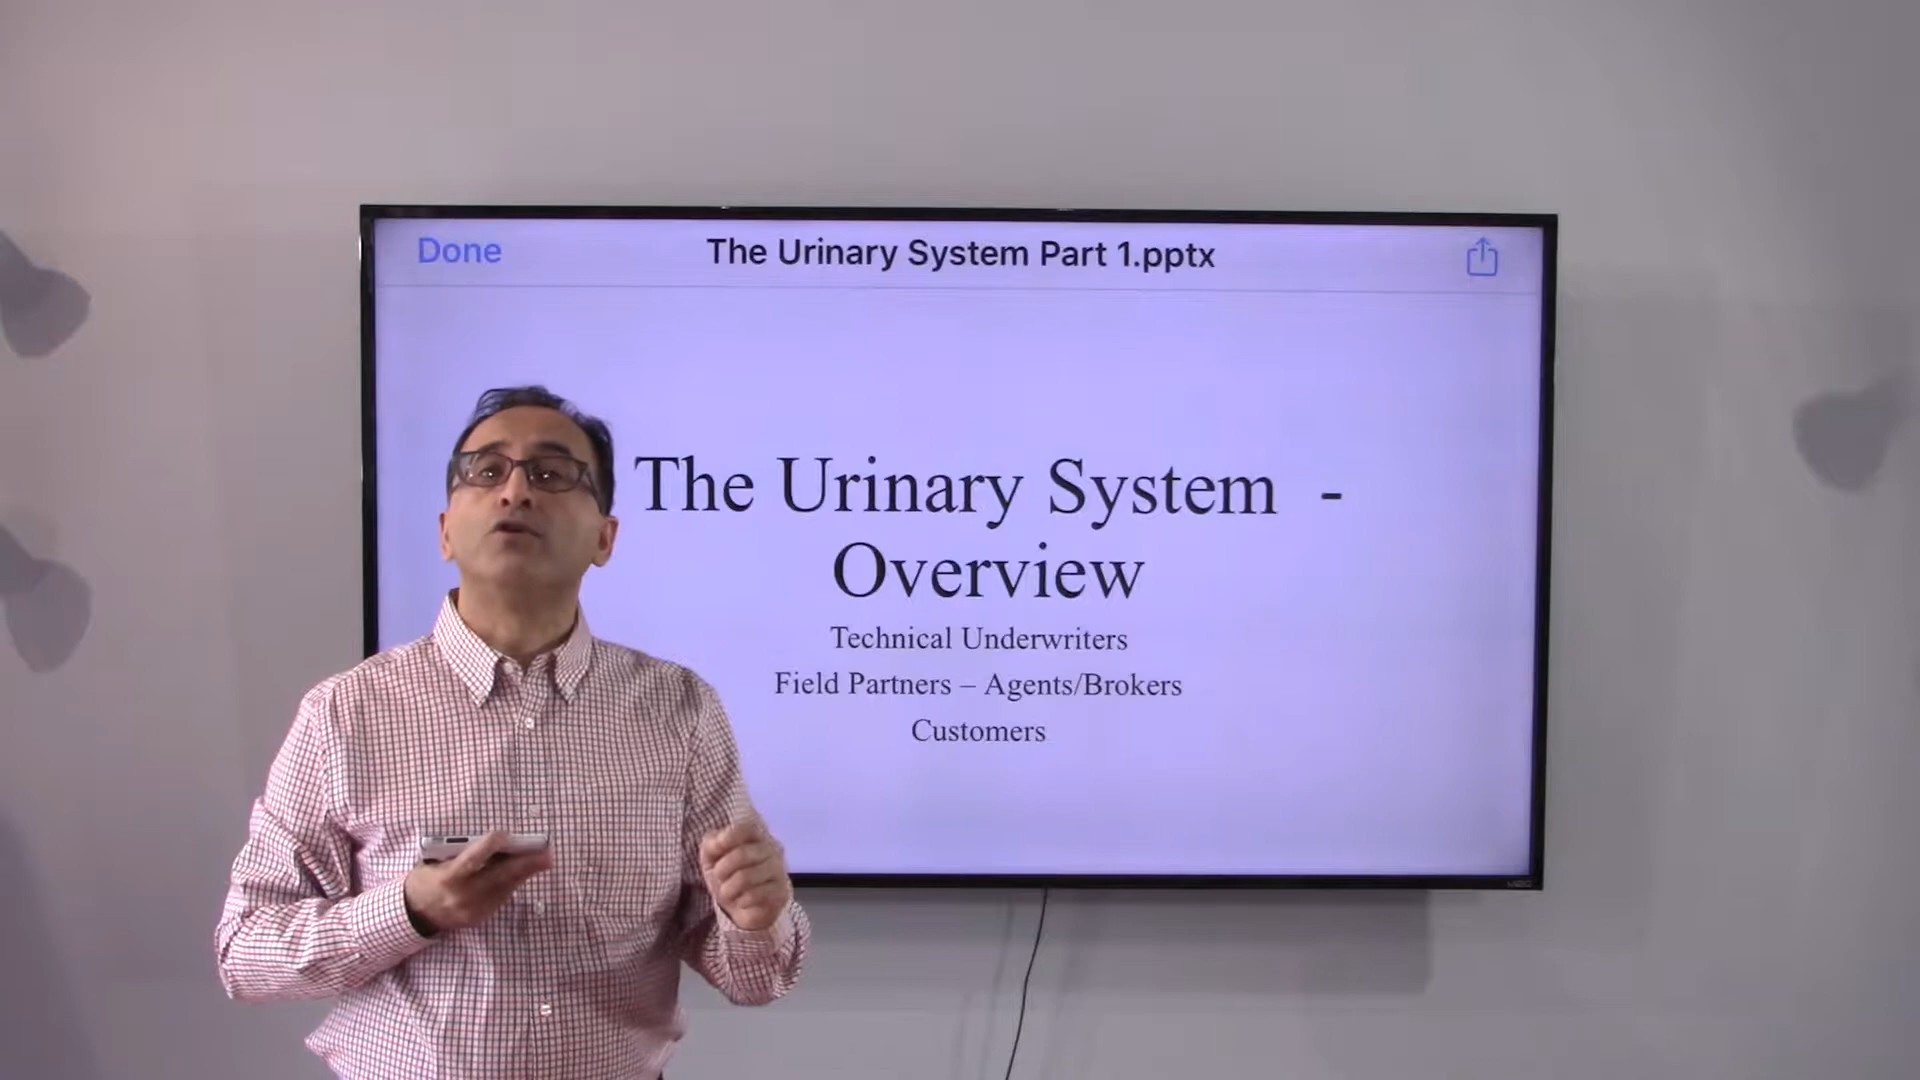 Done
The Urinary System Part 1.pptx
The Urinary System -
Overview
Technical Underwriters
Field Partners – Agents/Brokers
Customers